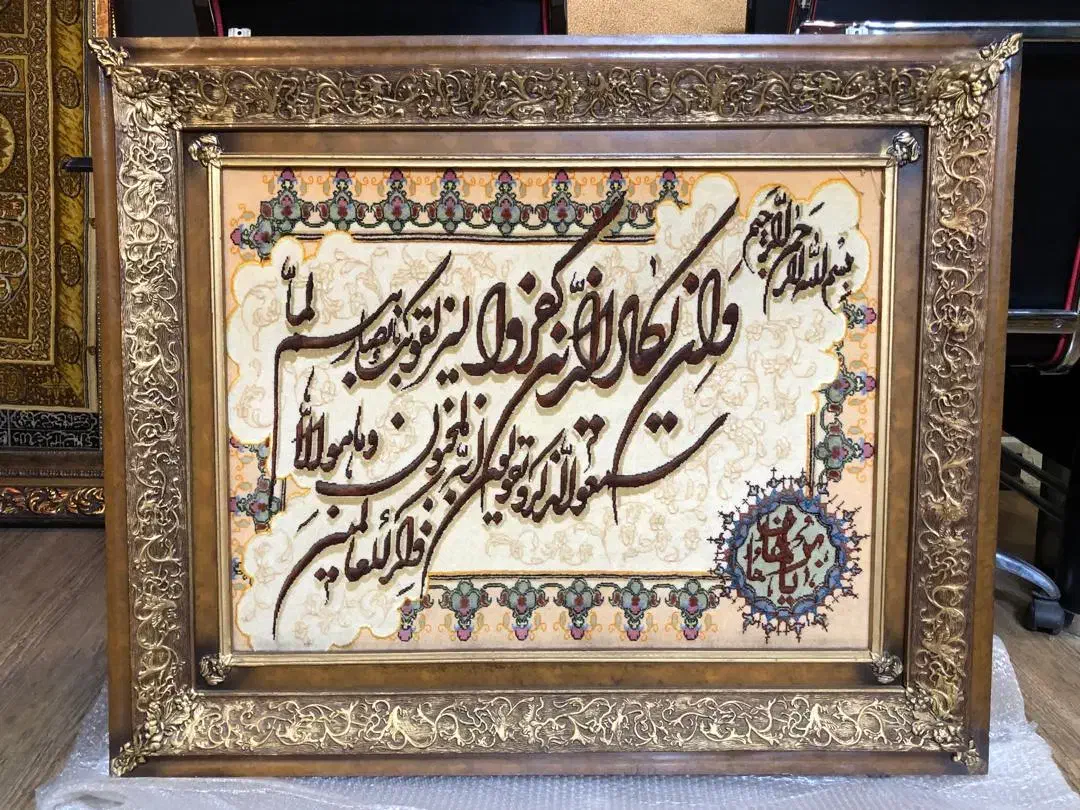 بسم الله الرحمن الرحیم
وان یکاد الذین کفروا لیزلقونک بابصارهم لما
سمعوا الذکر و یقولون انه لمجنون و ما هو الا
ذکر للعالمین